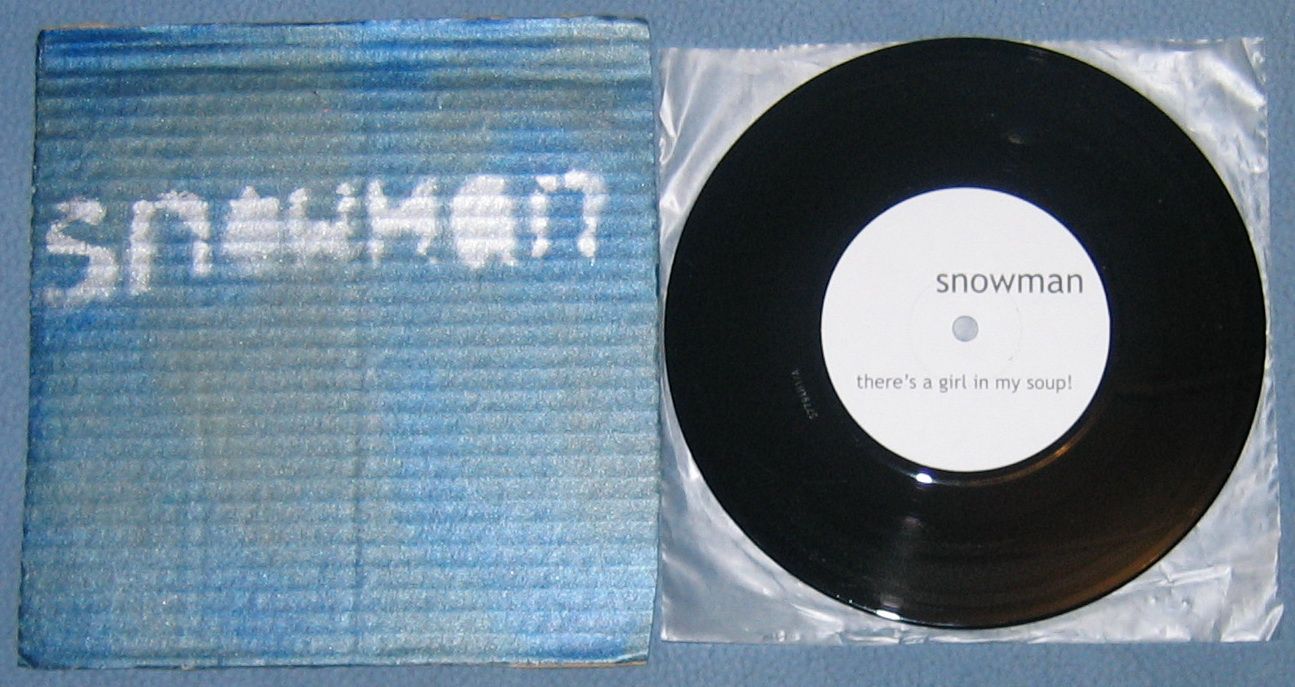 snowman
snowman
there's a girl in my soup!